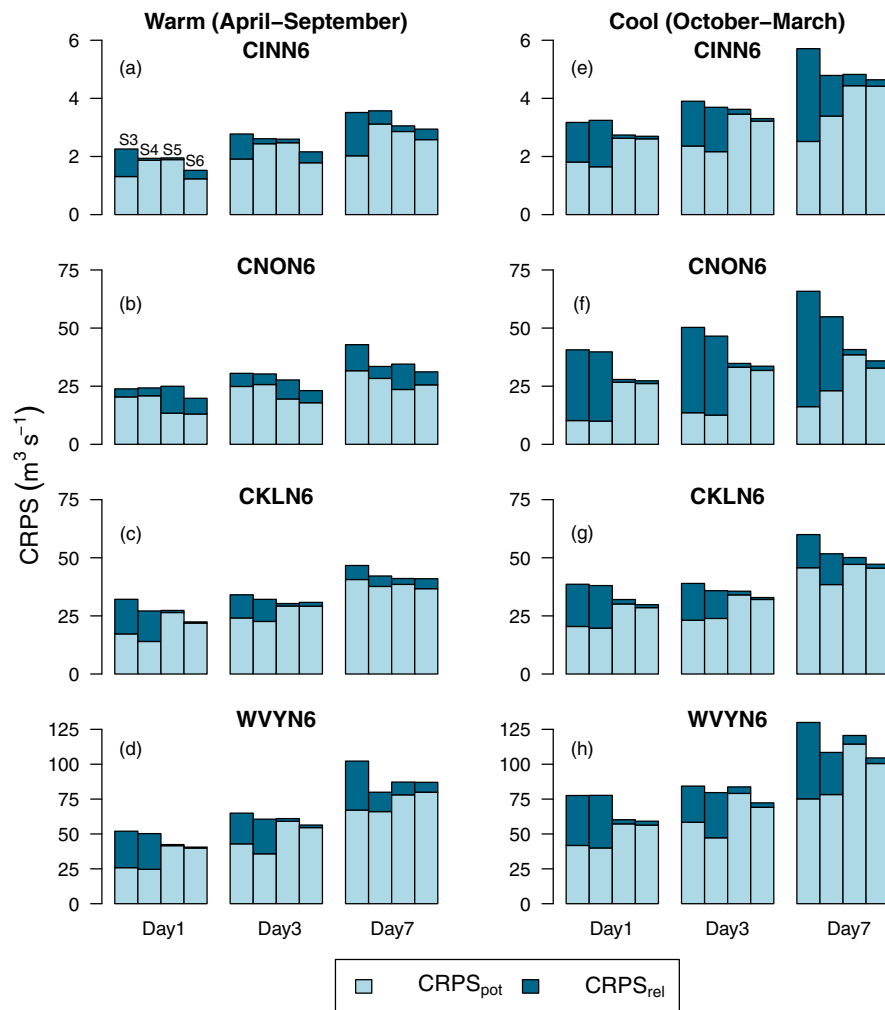 Warm (April−September)
CINN6
(a)
6
4
2
0
S3
S4
S5
S6
Cool (October−March)
CINN6
(e)
6
4
2
0
CNON6
(b)
75
50
25
0
CNON6
(f)
75
50
25
0
CRPS (m³ s⁻¹)
CKLN6
(c)
75
50
25
0
CKLN6
(g)
75
50
25
0
WVYN6
(d)
125
100
75
50
25
0
Day1 Day3 Day7
WVYN6
(h)
125
100
75
50
25
0
Day1 Day3 Day7
CRPSpot CRPSrel